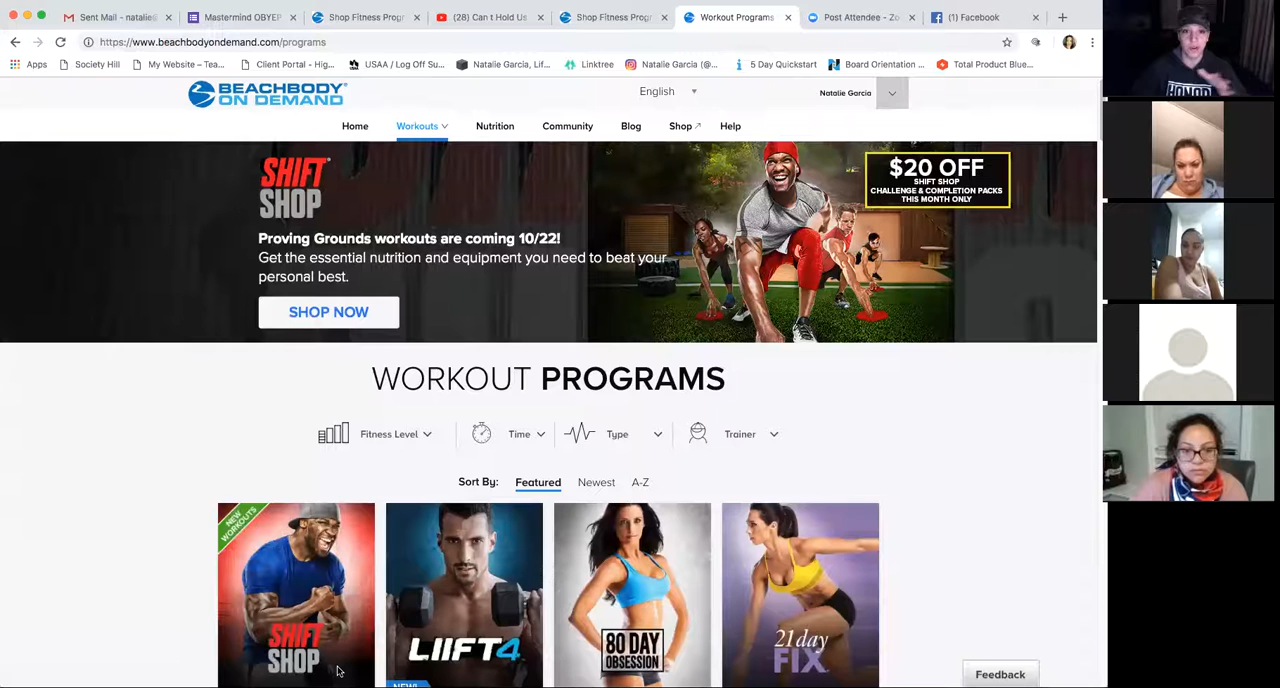 Sent Mail - natalie@
Mastermind OBYEP
Shop Fitness Progr
(28) Can t Hold Us
Shop Fitness Progr
Workout Programs
Post Attendee - Zo
(1) Facebook
https://www.beachbodyondemand.com/programs
Apps
Society Hill
My Website – Tea...
Client Portal - Hig...
USAA / Log Off Su...
Natalie Garcia, Lif...
Linktree
Natalie Garcia (@...
5 Day Quickstart
Board Orientation ...
Total Product Blue...
BEACHBODY
ON DEMAND
English
Natalie Garcia
Home
Workouts
Nutrition
Community
Blog
Shop
Help
SHIFT
SHOP
$20 OFF
SHIFT SHOP
CHALLENGE & COMPLETION PACKS
THIS MONTH ONLY
Proving Grounds workouts are coming 10/22!
Get the essential nutrition and equipment you need to beat your
personal best.
SHOP NOW
WORKOUT PROGRAMS
Fitness Level
Time
Type
Trainer
Sort By:
Featured
Newest
A-Z
NEW
WORKOUTS
SHIFT
SHOP
LIIFT4
NEW!
80 DAY
OBSESSION
21 day
FIX
Feedback
HONOR